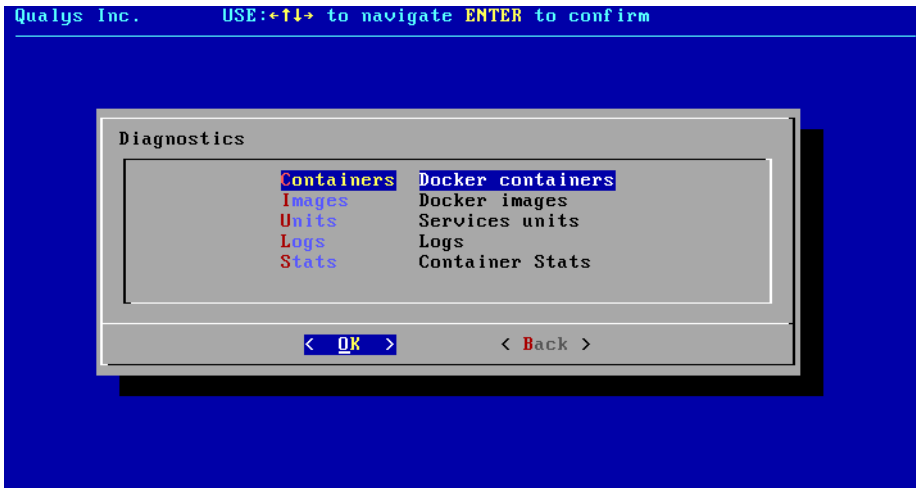 Qualys Inc. USE:←↑↓→ to navigate ENTER to confirm
Diagnostics
Containers Docker containers
Images Docker images
Units Services units
Logs Logs
Stats Container Stats
< OK > < Back >